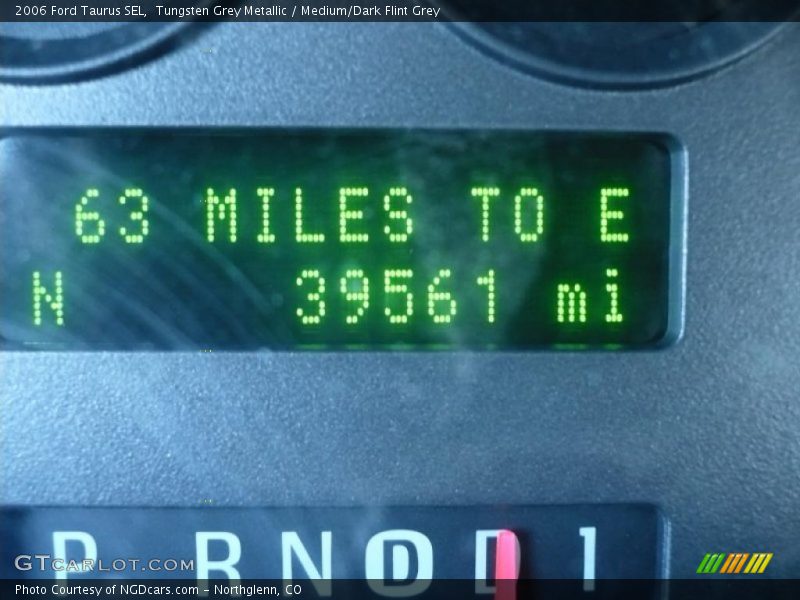 2006 Ford Taurus SEL, Tungsten Grey Metallic / Medium/Dark Flint Grey
63 MILES TO E
N 39561 mi
P R N D D 1
GTCARLOT.COM
Photo Courtesy of NGDcars.com - Northglenn, CO